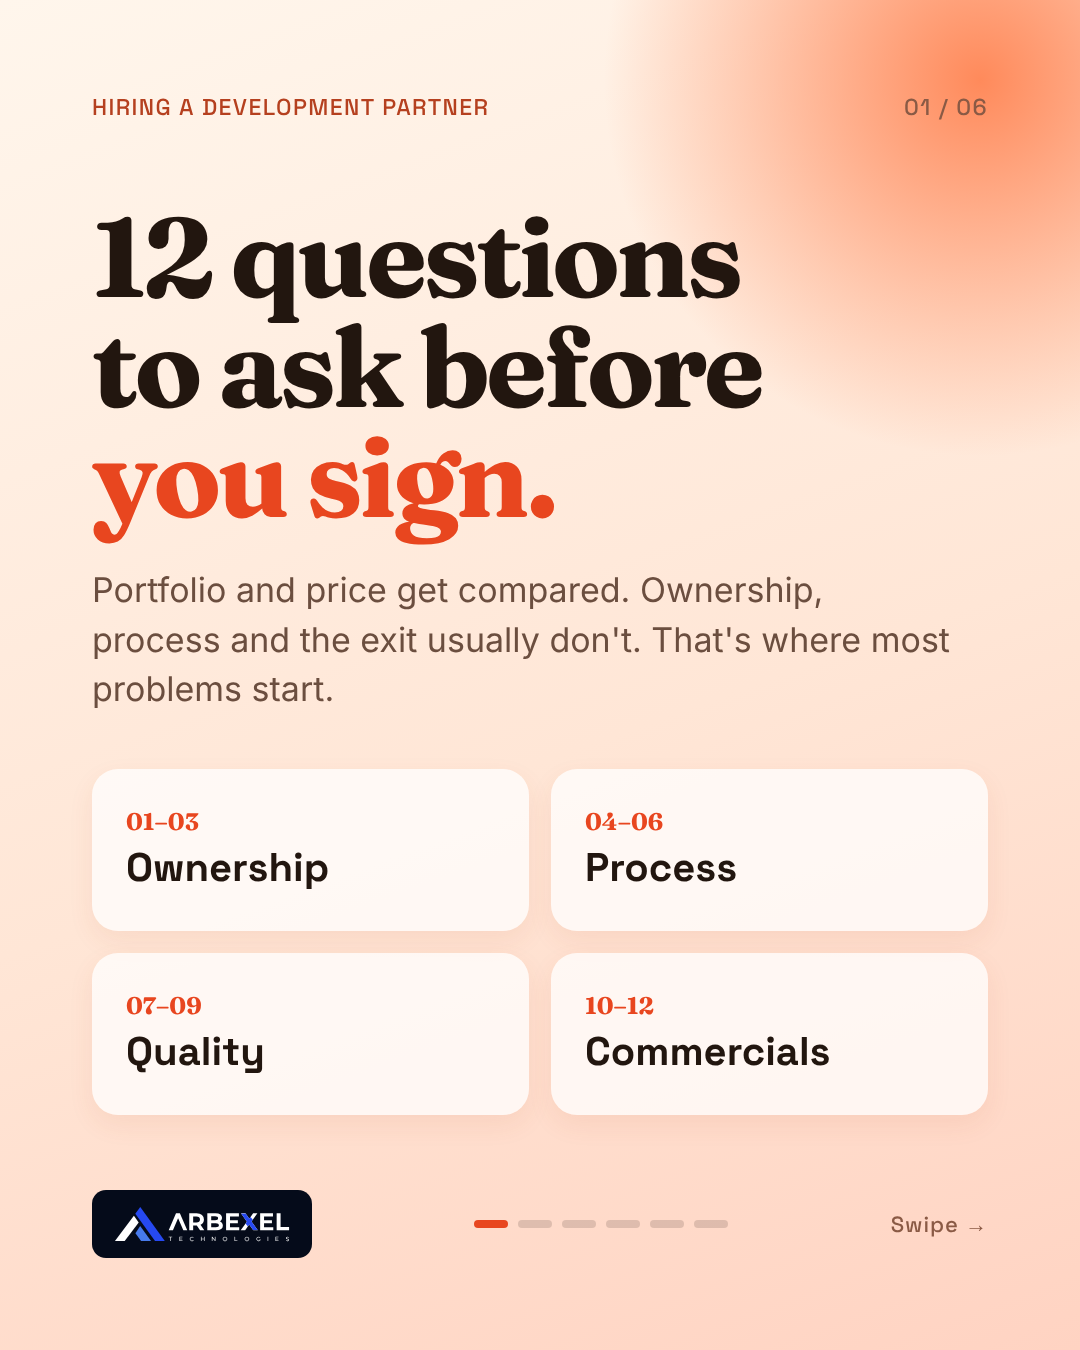 HIRING A DEVELOPMENT PARTNER
01 / 06
12 questions
to ask before
you sign.
Portfolio and price get compared. Ownership,
process and the exit usually don't. That's where most
problems start.
01–03
Ownership
04–06
Process
07–09
Quality
10–12
Commercials
ARBEXEL
TECHNOLOGIES
Swipe →